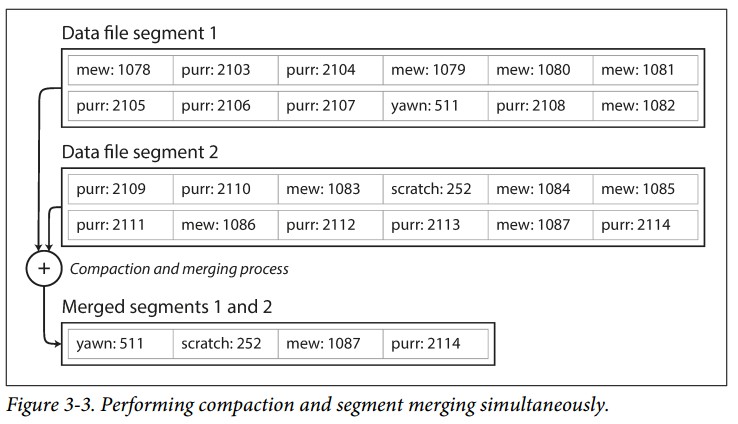 Data file segment 1
mew: 1078 purr: 2103 purr: 2104 mew: 1079 mew: 1080 mew: 1081
purr: 2105 purr: 2106 purr: 2107 yawn: 511 purr: 2108 mew: 1082
Data file segment 2
purr: 2109 purr: 2110 mew: 1083 scratch: 252 mew: 1084 mew: 1085
purr: 2111 mew: 1086 purr: 2112 purr: 2113 mew: 1087 purr: 2114
+ Compaction and merging process
Merged segments 1 and 2
yawn: 511 scratch: 252 mew: 1087 purr: 2114
Figure 3-3. Performing compaction and segment merging simultaneously.